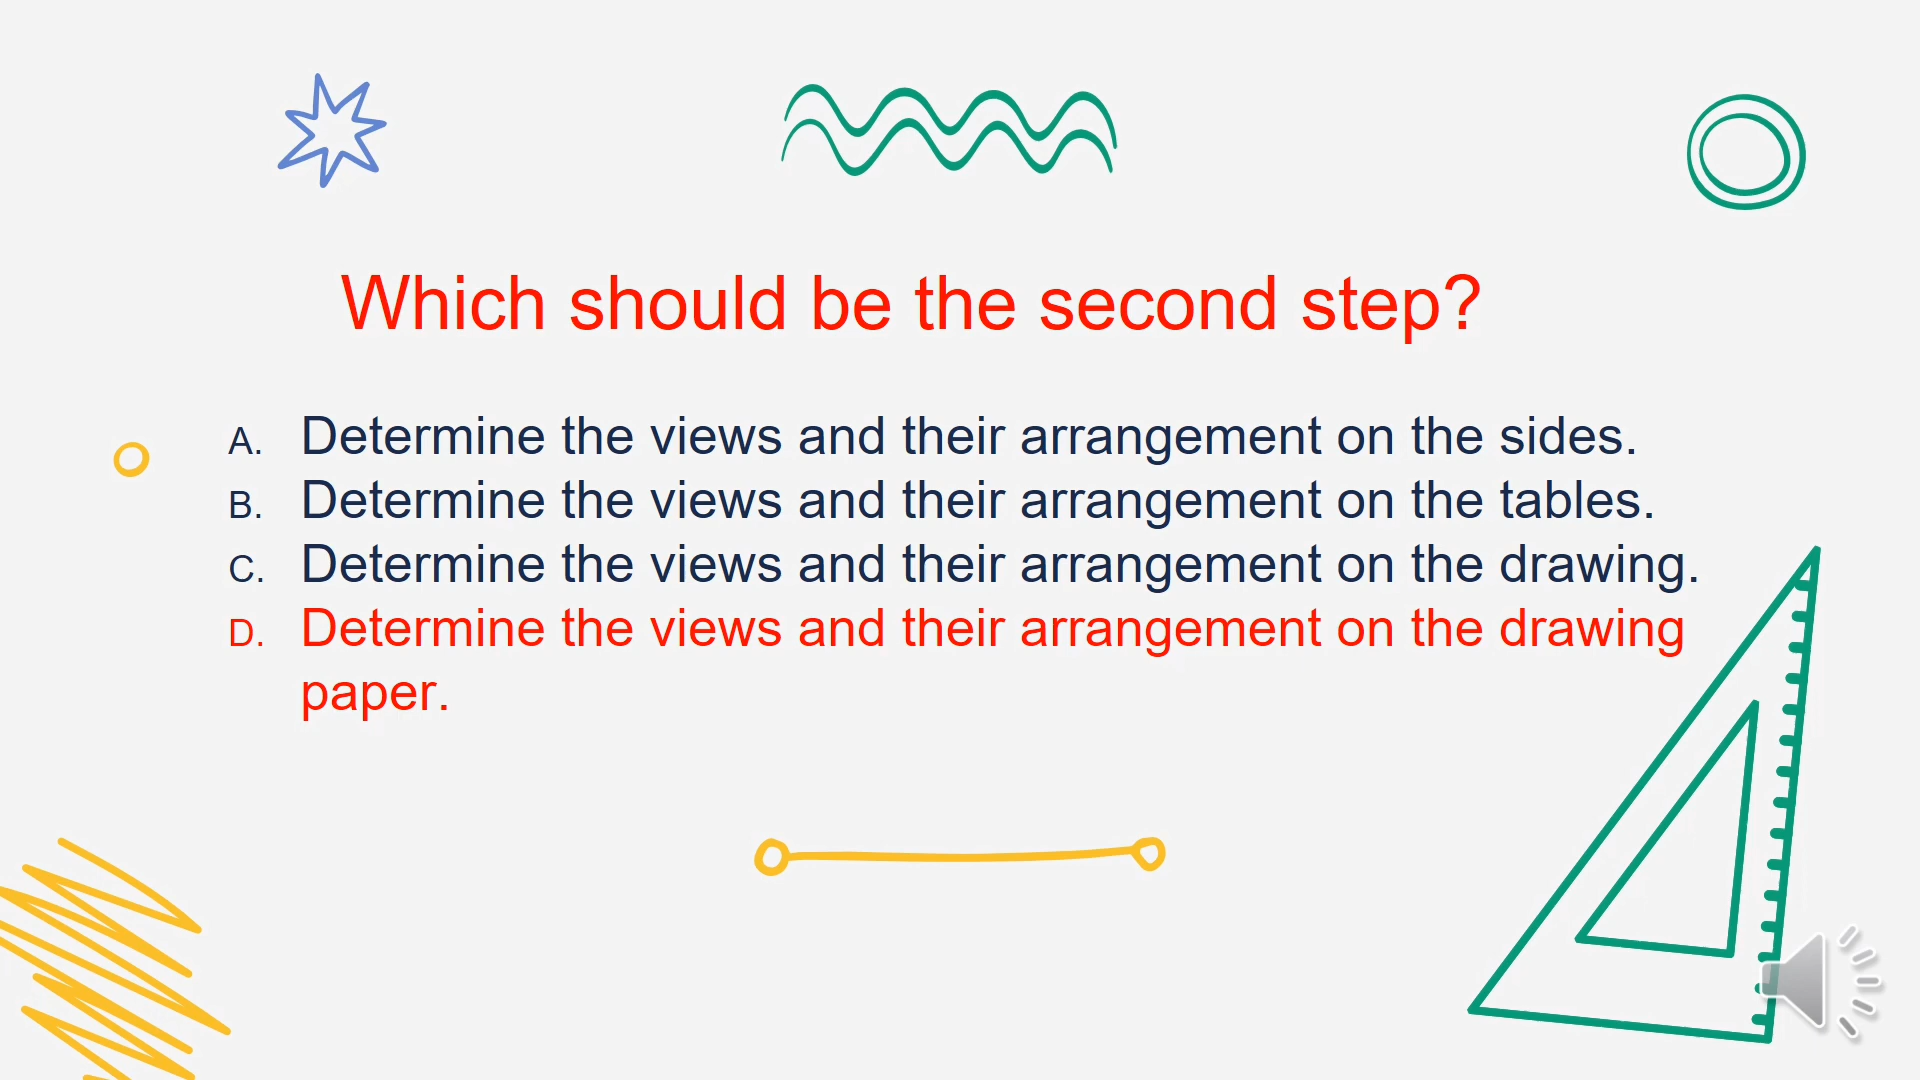 Which should be the second step?
A. Determine the views and their arrangement on the sides.
B. Determine the views and their arrangement on the tables.
C. Determine the views and their arrangement on the drawing.
D. Determine the views and their arrangement on the drawing
paper.